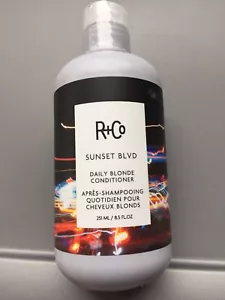 R+Co
SUNSET BLVD
DAILY BLONDE
CONDITIONER
APRÈS-SHAMPOOING
QUOTIDIEN POUR
CHEVEUX BLONDS
251 ML / 8.5 FL.OZ